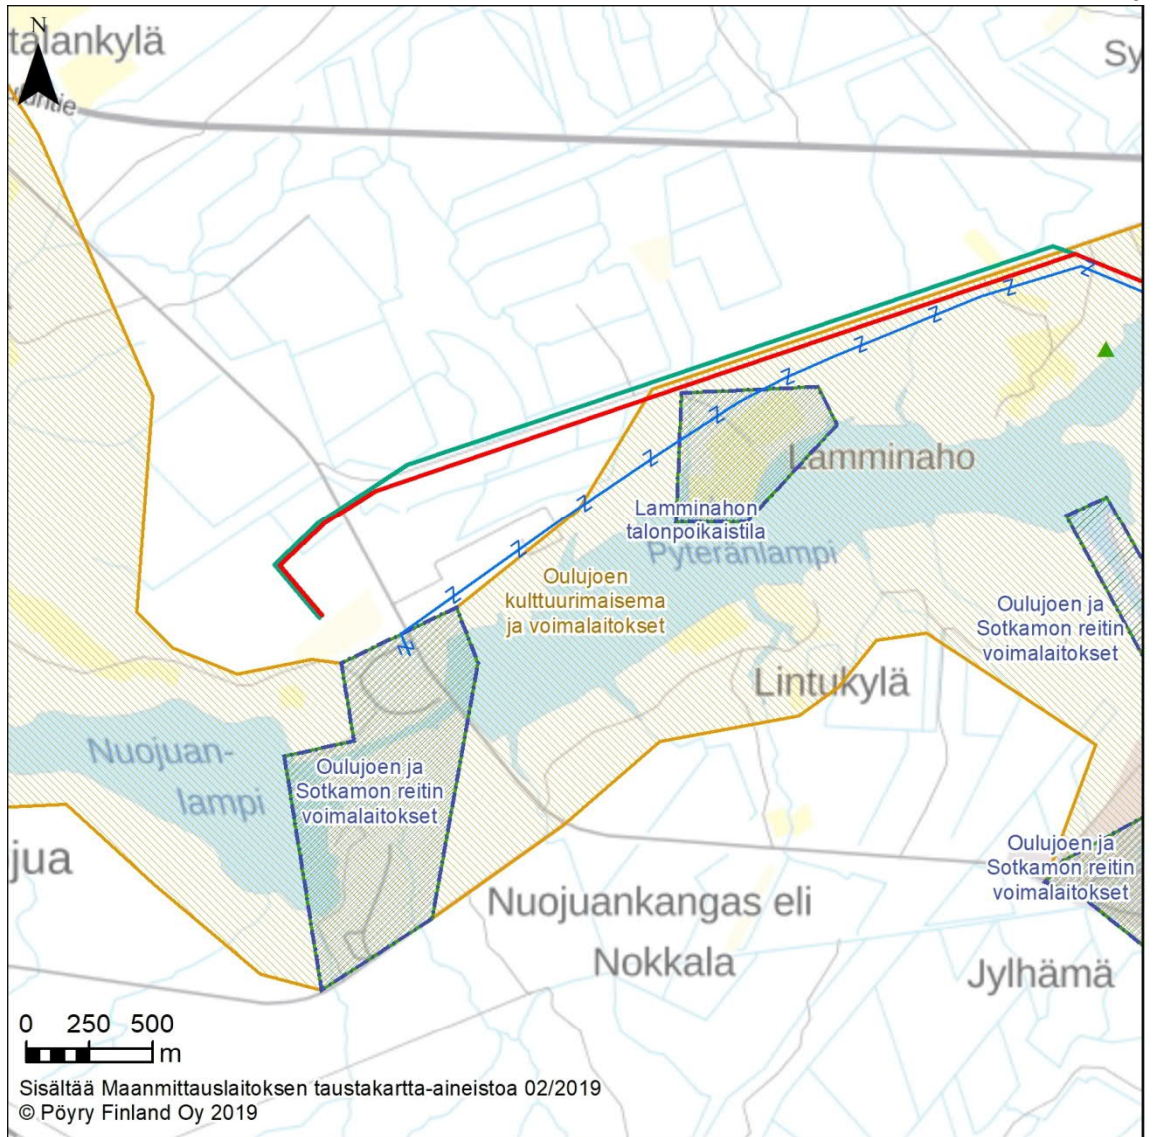 N
talankylä
Sy
Lamminaho
Lamminahon
talonpoikaistila
Pyteränlampi
Oulujoen
kulttuurimaisema
ja voimalaitokset
Oulujoen ja
Sotkamon reitin
voimalaitokset
Lintukylä
Nuojuan-
lampi
Oulujoen ja
Sotkamon reitin
voimalaitokset
jua
Oulujoen ja
Sotkamon reitin
voimalaitokset
Nuojuankangas eli
Nokkala
Jylhämä
0 250 500
m
Sisältää Maanmittauslaitoksen taustakartta-aineistoa 02/2019
© Pöyry Finland Oy 2019